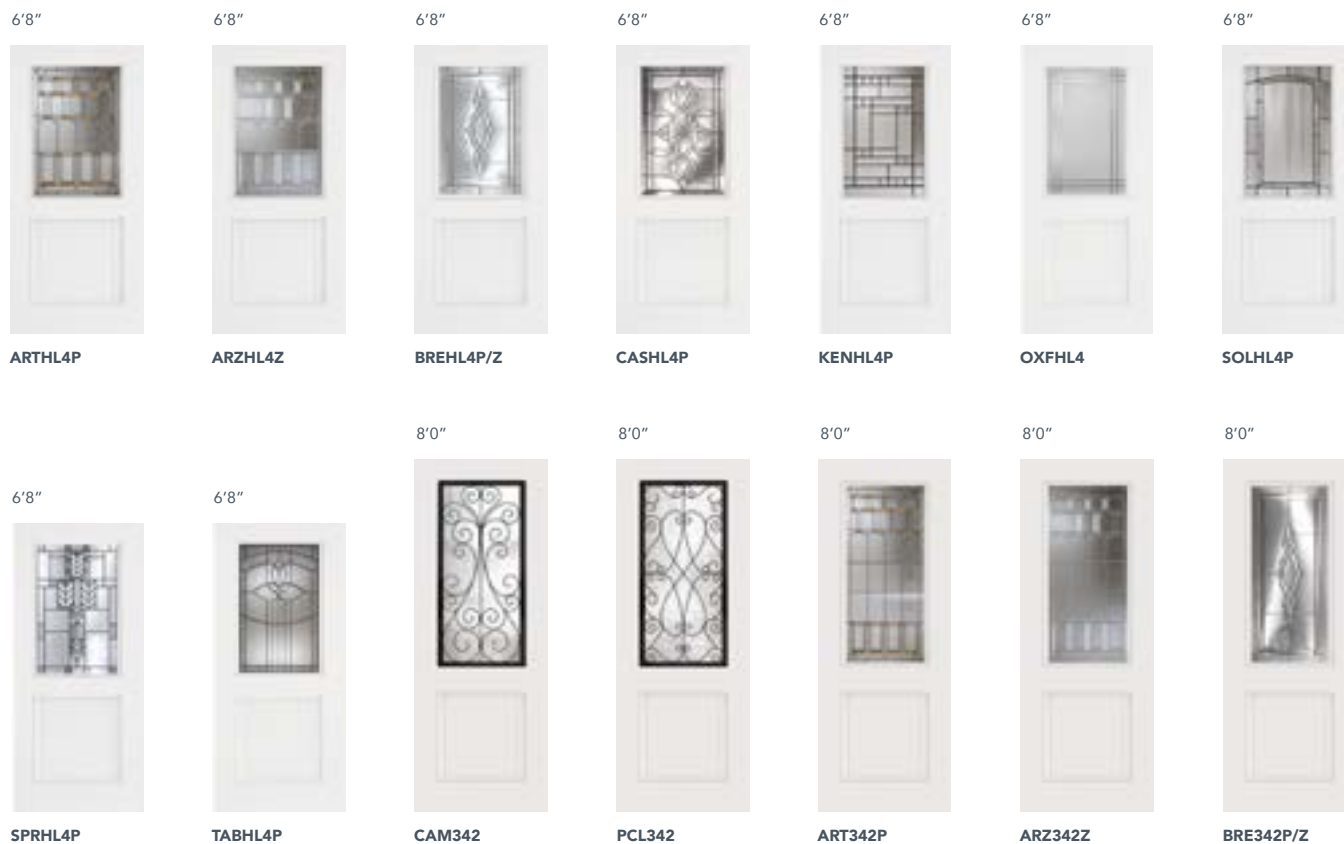 6'8" 6'8" 6'8" 6'8" 6'8" 6'8" 6'8"
ARTHL4P ARZHL4Z BREHL4P/Z CASHL4P KENHL4P OXFHL4 SOLHL4P
8'0" 8'0" 8'0" 8'0" 8'0"
6'8" 6'8"
SPRHL4P TABHL4P CAM342 PCL342 ART342P ARZ342Z BRE342P/Z